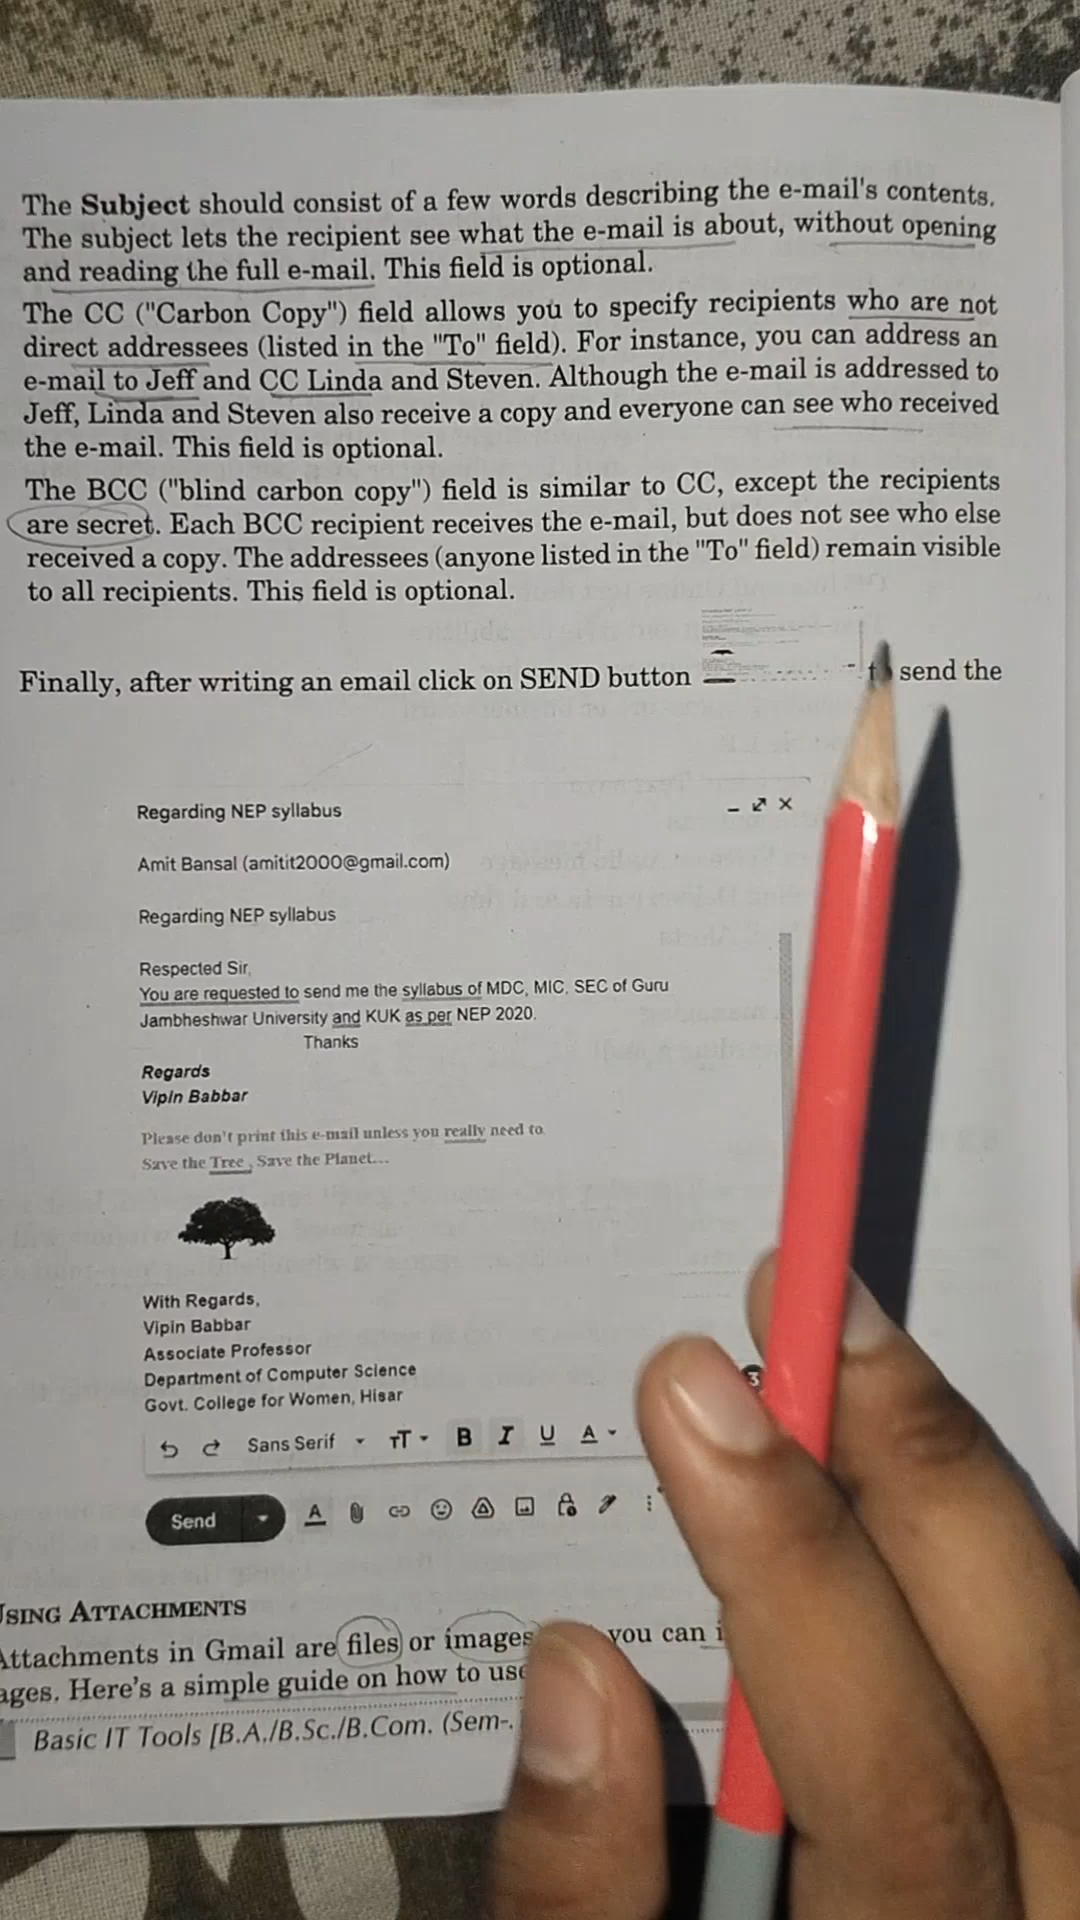 The Subject should consist of a few words describing the e-mail's contents.
The subject lets the recipient see what the e-mail is about, without opening
and reading the full e-mail. This field is optional.
The CC ("Carbon Copy") field allows you to specify recipients who are not
direct addressees (listed in the "To" field). For instance, you can address an
e-mail to Jeff and CC Linda and Steven. Although the e-mail is addressed to
Jeff, Linda and Steven also receive a copy and everyone can see who received
the e-mail. This field is optional.
The BCC ("blind carbon copy") field is similar to CC, except the recipients
are secret. Each BCC recipient receives the e-mail, but does not see who else
received a copy. The addressees (anyone listed in the "To" field) remain visible
to all recipients. This field is optional.
Finally, after writing an email click on SEND button send the
Regarding NEP syllabus
Amit Bansal (amitit2000@gmail.com)
Regarding NEP syllabus
Respected Sir,
You are requested to send me the syllabus of MDC, MIC, SEC of Guru
Jambheshwar University and KUK as per NEP 2020.
Thanks
Regards
Vipin Babbar
Please don't print this e-mail unless you really need to.
Save the Tree , Save the Planet...
With Regards,
Vipin Babbar
Associate Professor
Department of Computer Science
Govt. College for Women, Hisar
Sans Serif
Send
USING ATTACHMENTS
Attachments in Gmail are files or images you can
ages. Here's a simple guide on how to
Basic IT Tools [B.A./B.Sc./B.Com. (Sem-